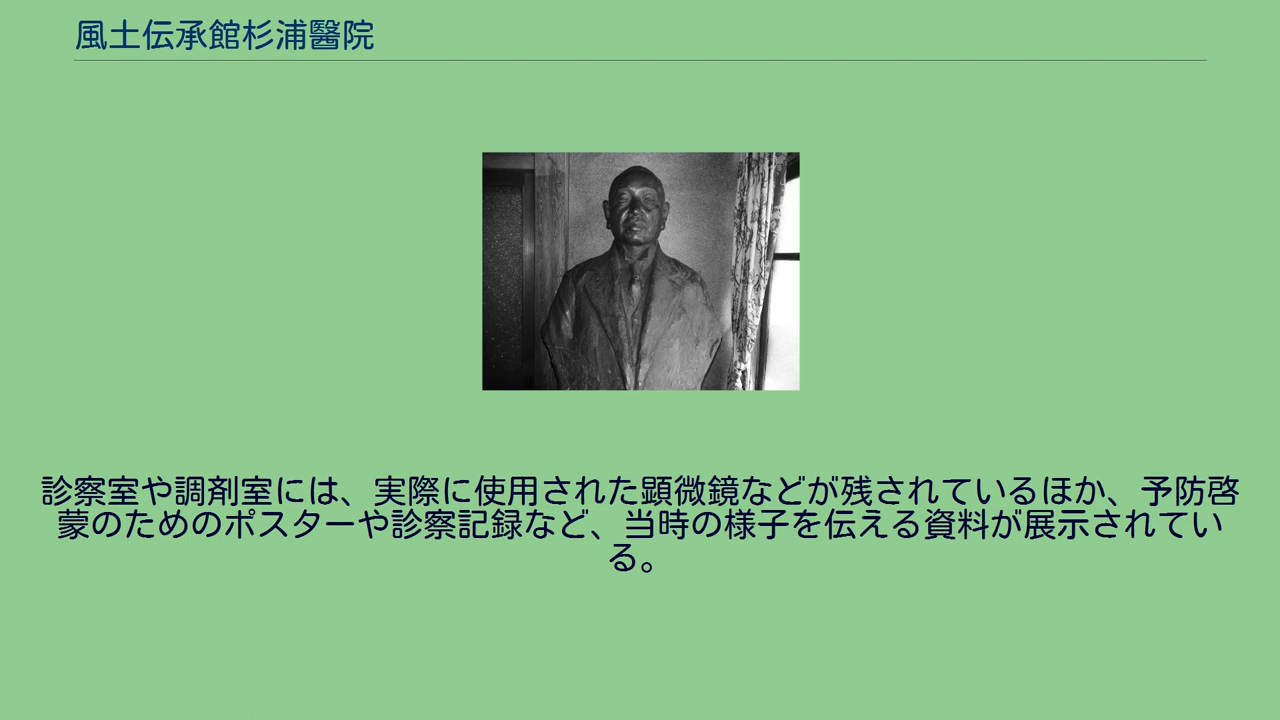 風土伝承館杉浦醫院
診察室や調剤室には、実際に使用された顕微鏡などが残されているほか、予防啓
蒙のためのポスターや診察記録など、当時の様子を伝える資料が展示されてい
る。